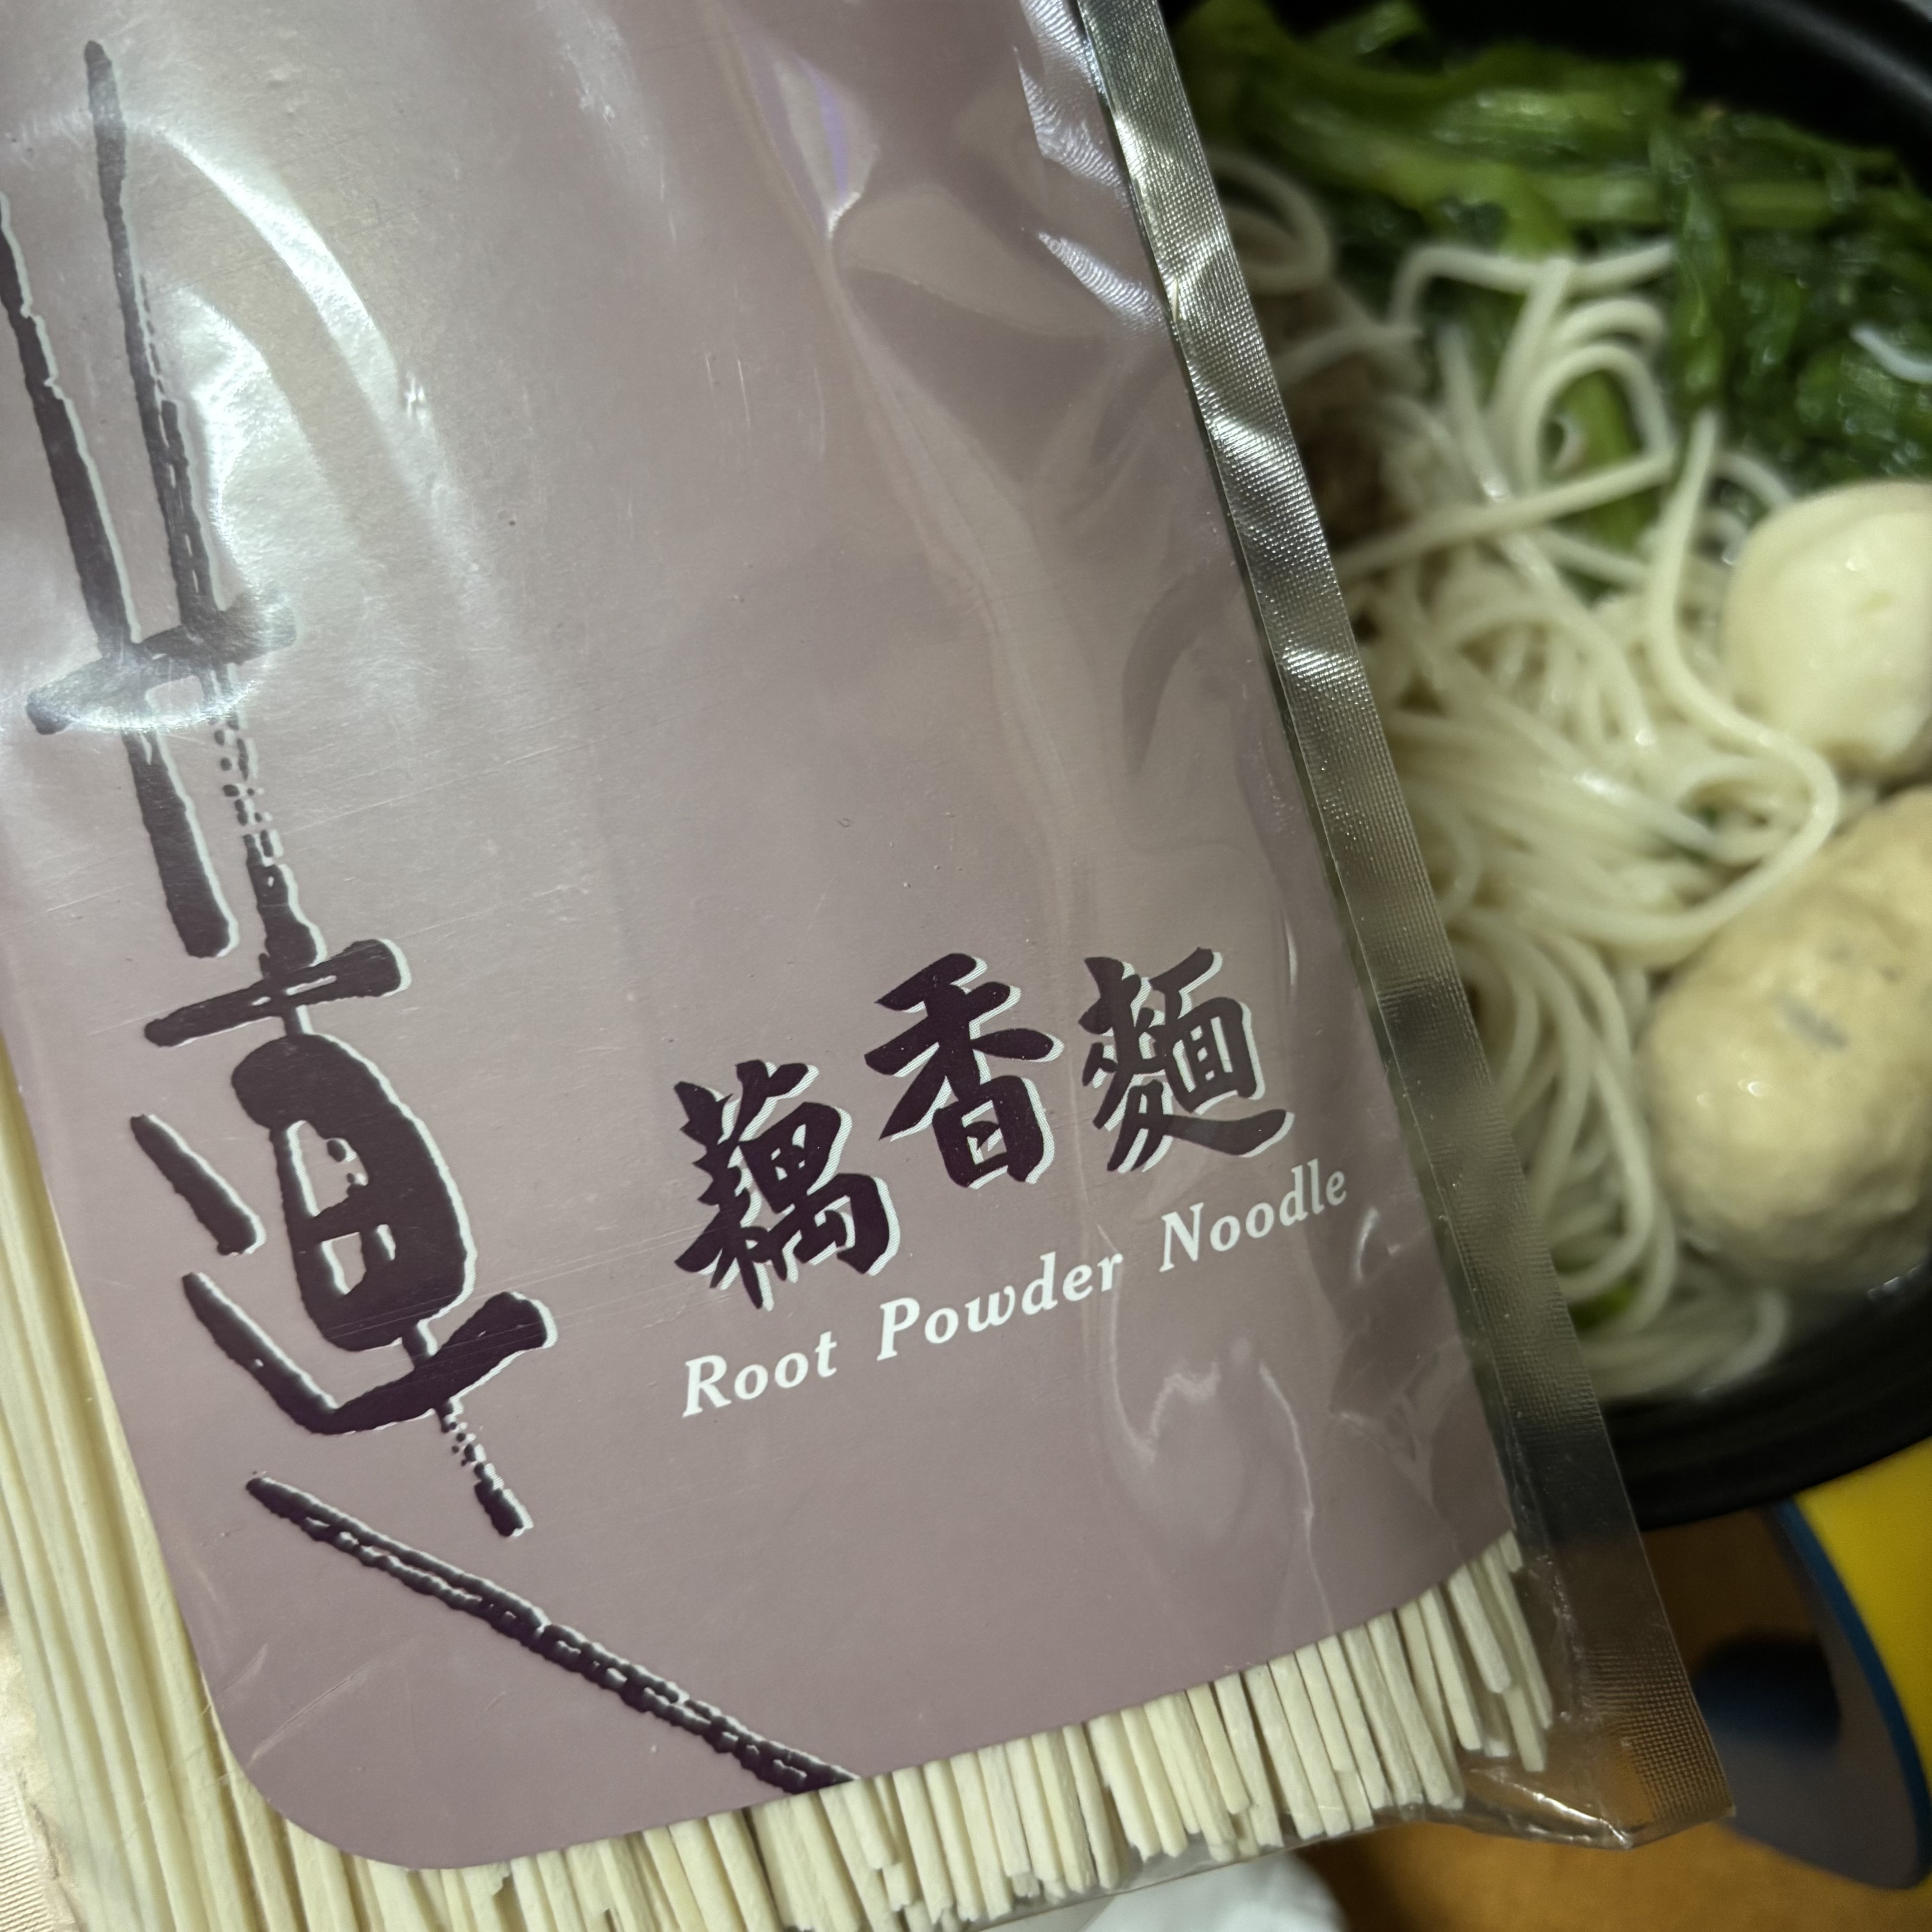 藕香麵
Root Powder Noodle